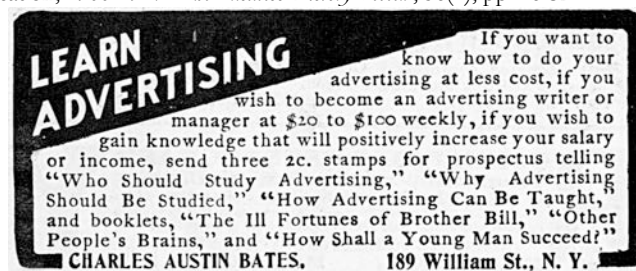 LEARN
ADVERTISING
If you want to
know how to do your
advertising at less cost, if you
wish to become an advertising writer or
manager at $20 to $100 weekly, if you wish to
gain knowledge that will positively increase your salary
or income, send three 2c. stamps for prospectus telling
“Who Should Study Advertising,” “Why Advertising
Should Be Studied,” “How Advertising Can Be Taught,”
and booklets, “The Ill Fortunes of Brother Bill,” “Other
People’s Brains,” and “How Shall a Young Man Succeed?”
CHARLES AUSTIN BATES, 189 William St., N. Y.